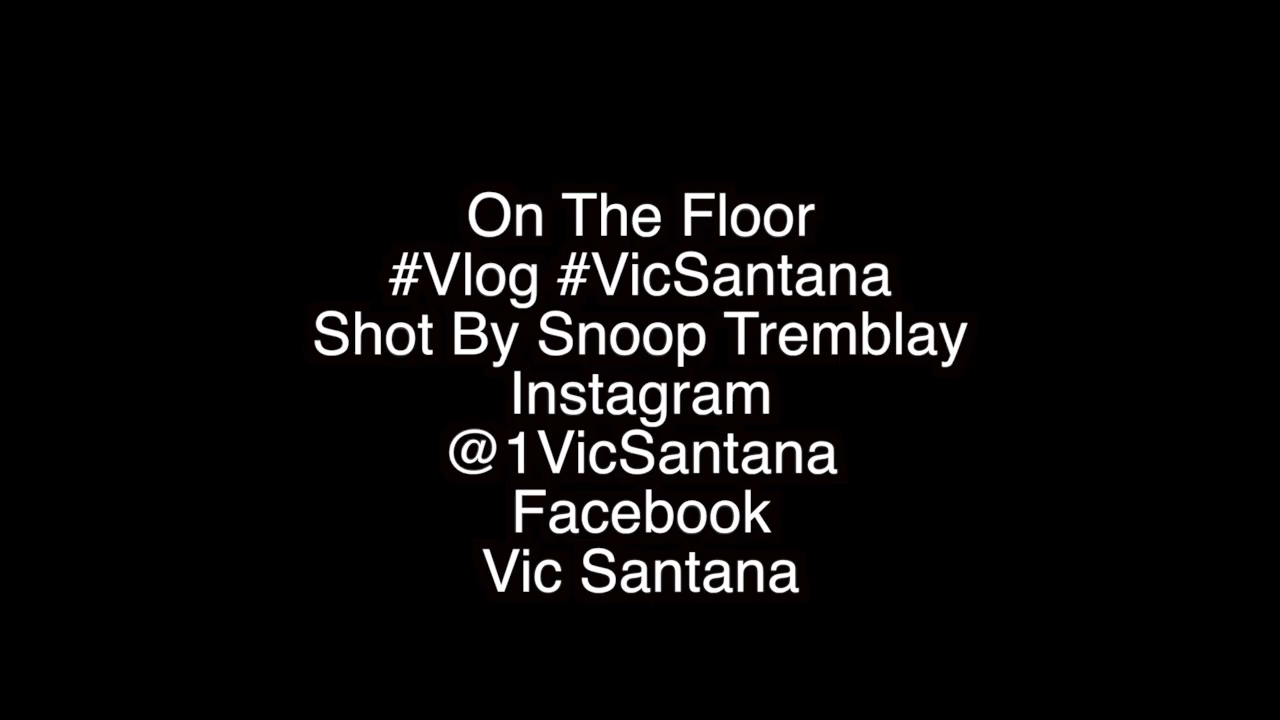 On The Floor
#Vlog #VicSantana
Shot By Snoop Tremblay
Instagram
@1VicSantana
Facebook
Vic Santana